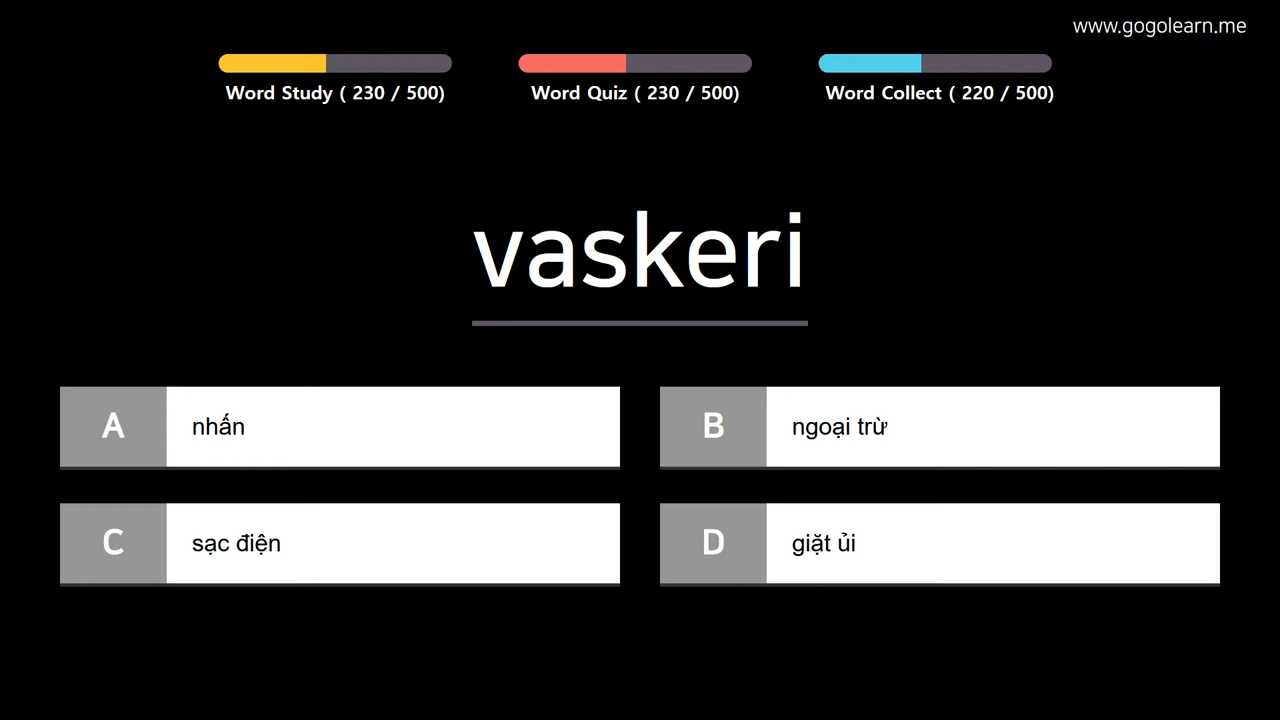 www.gogolearn.me
Word Study ( 230 / 500)
Word Quiz ( 230 / 500)
Word Collect ( 220 / 500)
vaskeri
A nhấn
B ngoại trừ
C sạc điện
D giặt ủi